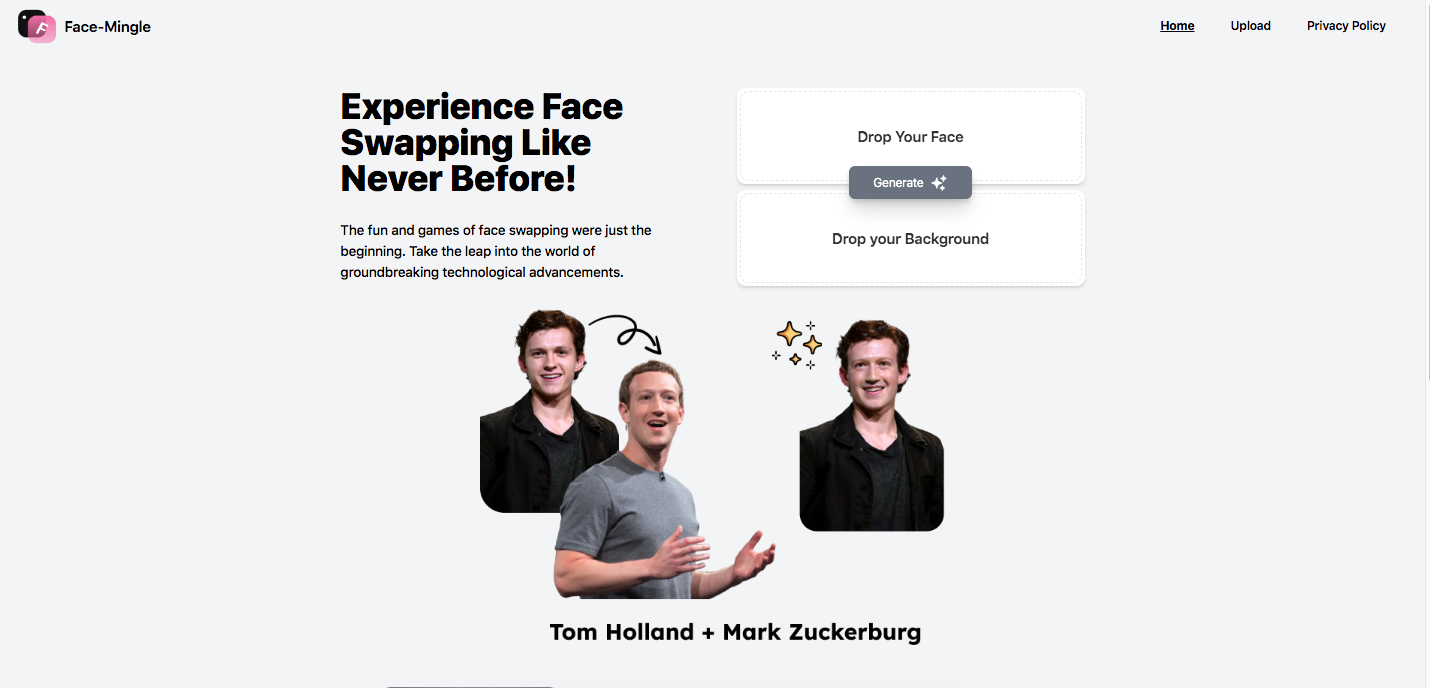 Face-Mingle
Home
Upload
Privacy Policy
Experience Face
Swapping Like
Never Before!
The fun and games of face swapping were just the
beginning. Take the leap into the world of
groundbreaking technological advancements.
Drop Your Face
Generate
Drop your Background
Tom Holland + Mark Zuckerburg